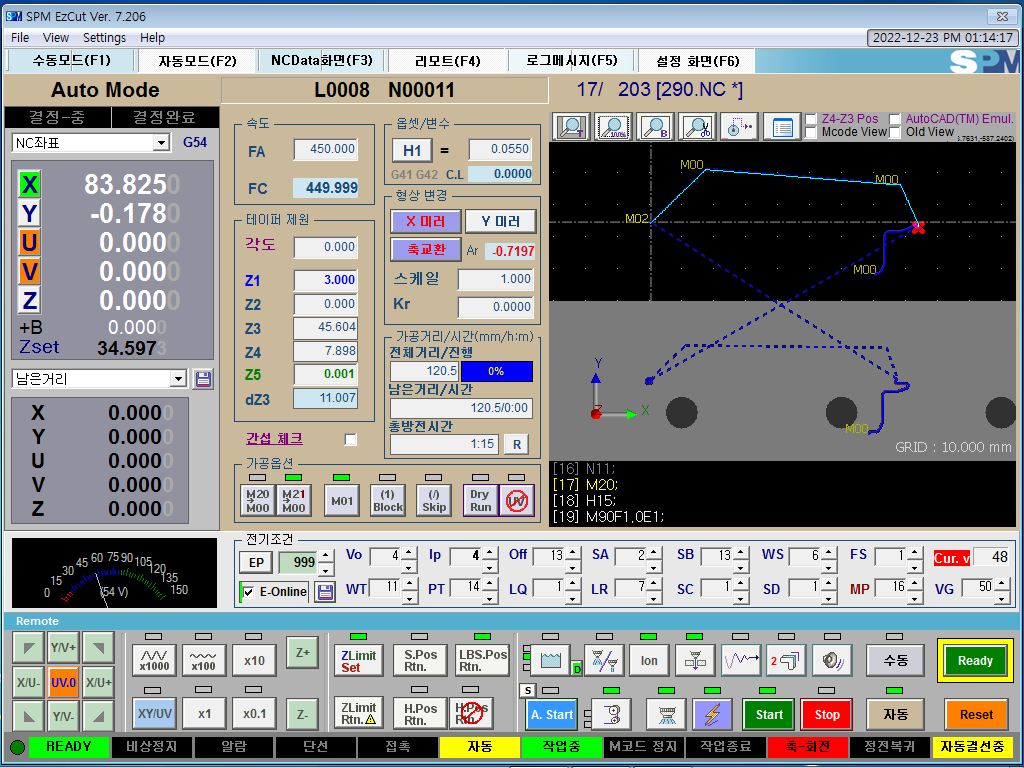 SPM EzCut Ver. 7.206
File View Settings Help
2022-12-23 PM 01:14:17
수동모드(F1) 자동모드(F2) NCData화면(F3) 리모트(F4) 로그메시지(F5) 설정 화면(F6) SPM
Auto Mode L0008 N00011 17/ 203 [290.NC *]
결정-중 결정완료
NC좌표 G54
X 83.8250
Y -0.1780
U 0.0000
V 0.0000
Z 0.0000
+B 0.0000
Zset 34.5973
남은거리
X 0.0000
Y 0.0000
U 0.0000
V 0.0000
Z 0.0000
속도
FA 450.000
FC 449.999
테이퍼 제원
각도 0.000
Z1 3.000
Z2 0.000
Z3 45.604
Z4 7.898
Z5 0.001
dZ3 11.007
간섭 체크
옵셋/변수
H1 = 0.0550
G41 G42 C.L 0.0000
형상 변경
X 미러 Y 미러
축교환 Ar -0.7197
스케일 1.000
Kr 0.0000
가공거리/시간(mm/h:m)
전체거리/진행
120.5 0%
남은거리/시간
120.5/0:00
총방전시간
1:15 R
가공옵션
M20 M00 M21 M00 M01 (1) Block (/) Skip Dry Run UV
T 100% B
Z4-Z3 Pos AutoCAD(TM) Emul.
Mcode View Old View
M00
M00
M02
M00
Y
Z X
M00
GRID : 10.000 mm
[16] N11;
[17] M20;
[18] H15;
[19] M90F1.0E1;
0 15 30 45 60 75 90 105 120 135 150
(54 V)
전기조건
EP 999 Vo 4 Ip 4 Off 13 SA 2 SB 13 WS 6 FS 1 Cur. v 48
E-Online WT 11 PT 14 LQ 1 LR 7 SC 1 SD 1 MP 16 VG 50
Remote
Y/V+ x1000 x100 x10 Z+ ZLimit Set S.Pos Rtn. LBS.Pos Rtn. D Ion 2 수동 Ready
X/U- UV.0 X/U+
Y/V- XY/UV x1 x0.1 Z- ZLimit Rtn. H.Pos Rtn. H.Pos Rtn. S A. Start Start Stop 자동 Reset
READY 비상정지 알람 단선 접촉 자동 작업중 M코드 정지 작업종료 축-회전 정전복귀 자동결선중